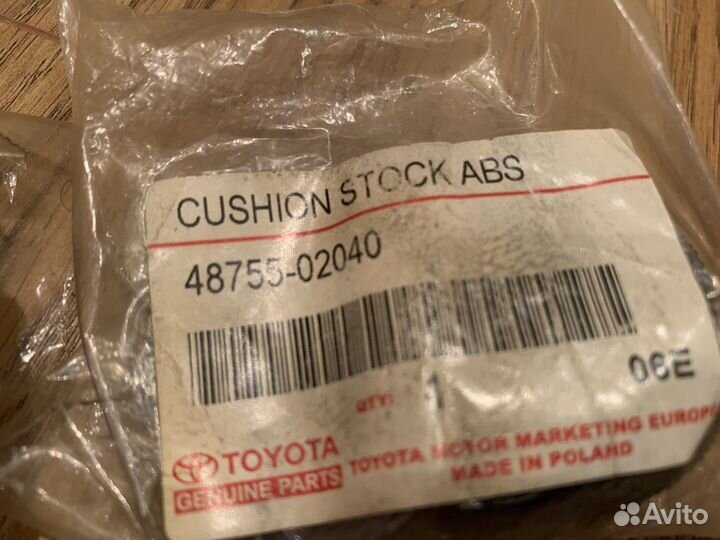 CUSHION STOCK ABS
48755-02040
QTY: 1 06E
TOYOTA
GENUINE PARTS
TOYOTA MOTOR MARKETING EUROPE
MADE IN POLAND
Avito